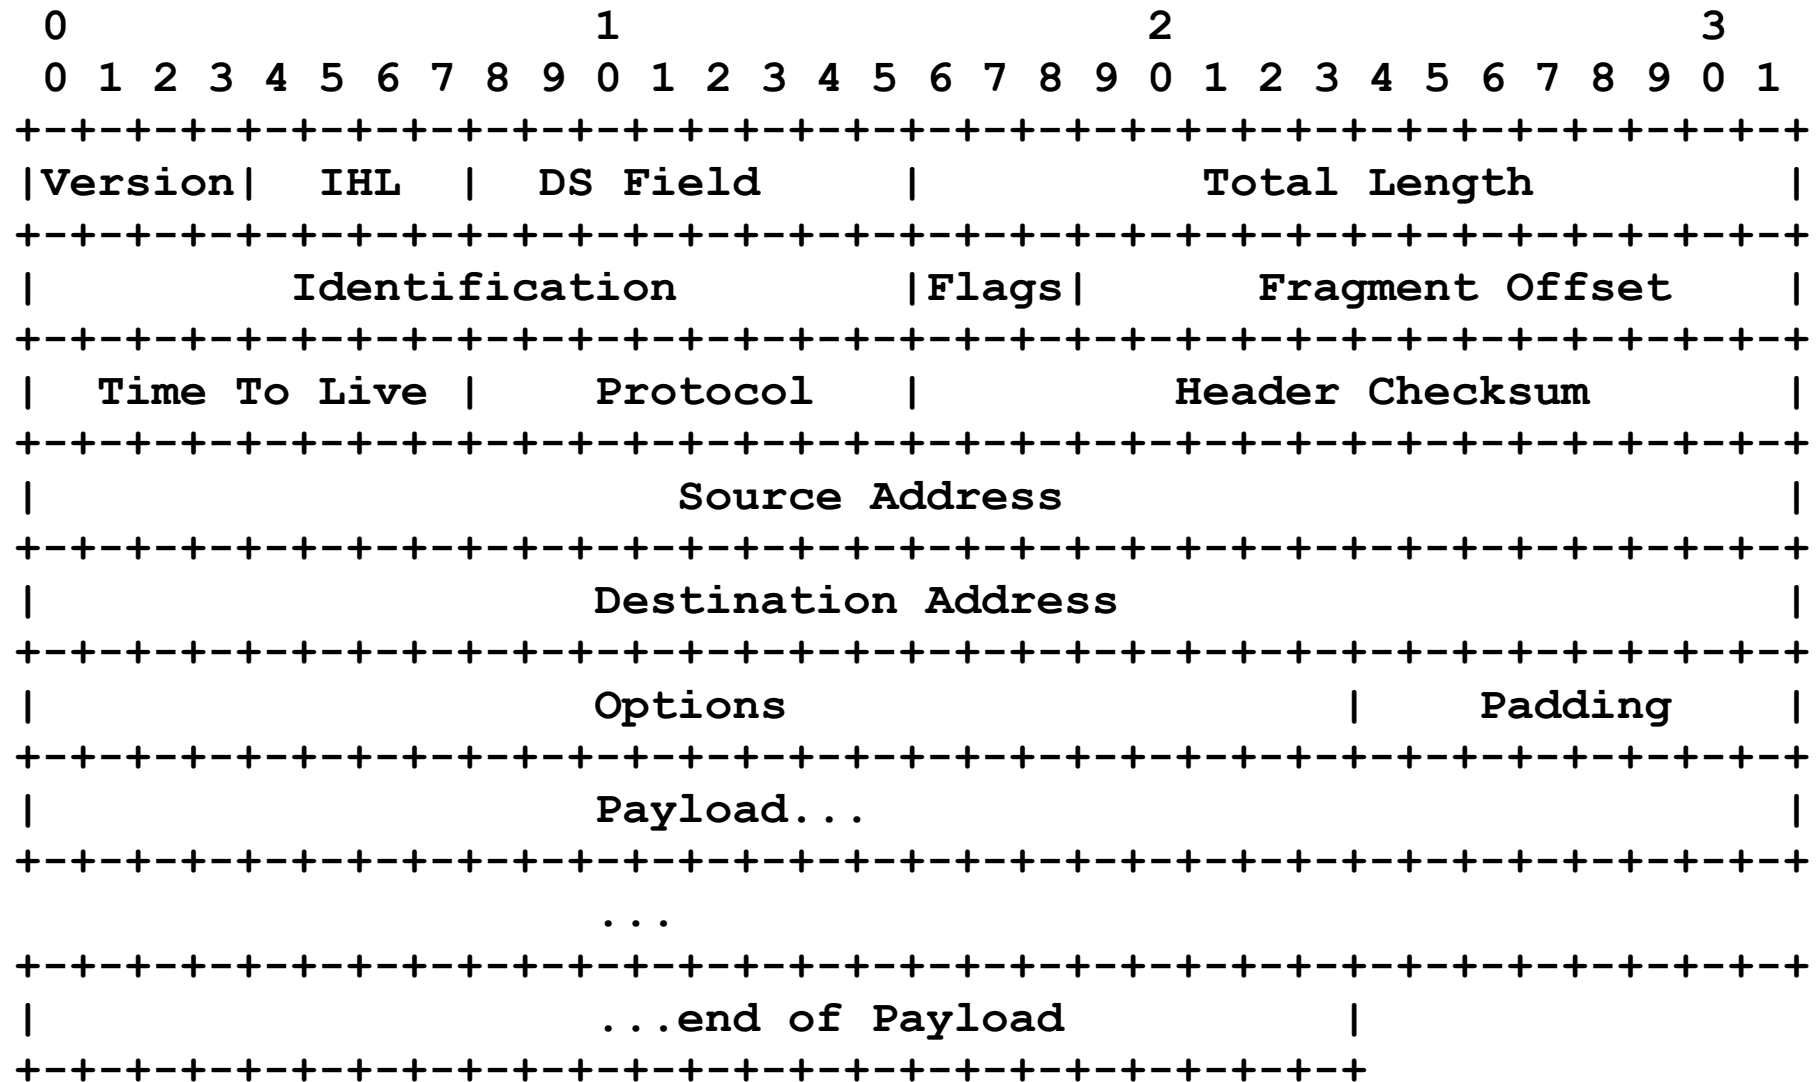 0                   1                   2                   3
 0 1 2 3 4 5 6 7 8 9 0 1 2 3 4 5 6 7 8 9 0 1 2 3 4 5 6 7 8 9 0 1
+-+-+-+-+-+-+-+-+-+-+-+-+-+-+-+-+-+-+-+-+-+-+-+-+-+-+-+-+-+-+-+-+
|Version|  IHL  |  DS Field     |          Total Length         |
+-+-+-+-+-+-+-+-+-+-+-+-+-+-+-+-+-+-+-+-+-+-+-+-+-+-+-+-+-+-+-+-+
|         Identification        |Flags|      Fragment Offset    |
+-+-+-+-+-+-+-+-+-+-+-+-+-+-+-+-+-+-+-+-+-+-+-+-+-+-+-+-+-+-+-+-+
|  Time To Live |    Protocol   |         Header Checksum       |
+-+-+-+-+-+-+-+-+-+-+-+-+-+-+-+-+-+-+-+-+-+-+-+-+-+-+-+-+-+-+-+-+
|                       Source Address                          |
+-+-+-+-+-+-+-+-+-+-+-+-+-+-+-+-+-+-+-+-+-+-+-+-+-+-+-+-+-+-+-+-+
|                    Destination Address                        |
+-+-+-+-+-+-+-+-+-+-+-+-+-+-+-+-+-+-+-+-+-+-+-+-+-+-+-+-+-+-+-+-+
|                    Options                    |    Padding    |
+-+-+-+-+-+-+-+-+-+-+-+-+-+-+-+-+-+-+-+-+-+-+-+-+-+-+-+-+-+-+-+-+
|                    Payload...                                 |
+-+-+-+-+-+-+-+-+-+-+-+-+-+-+-+-+-+-+-+-+-+-+-+-+-+-+-+-+-+-+-+-+
                     ...
+-+-+-+-+-+-+-+-+-+-+-+-+-+-+-+-+-+-+-+-+-+-+-+-+-+-+-+-+-+-+-+-+
|                    ...end of Payload          |
+-+-+-+-+-+-+-+-+-+-+-+-+-+-+-+-+-+-+-+-+-+-+-+-+